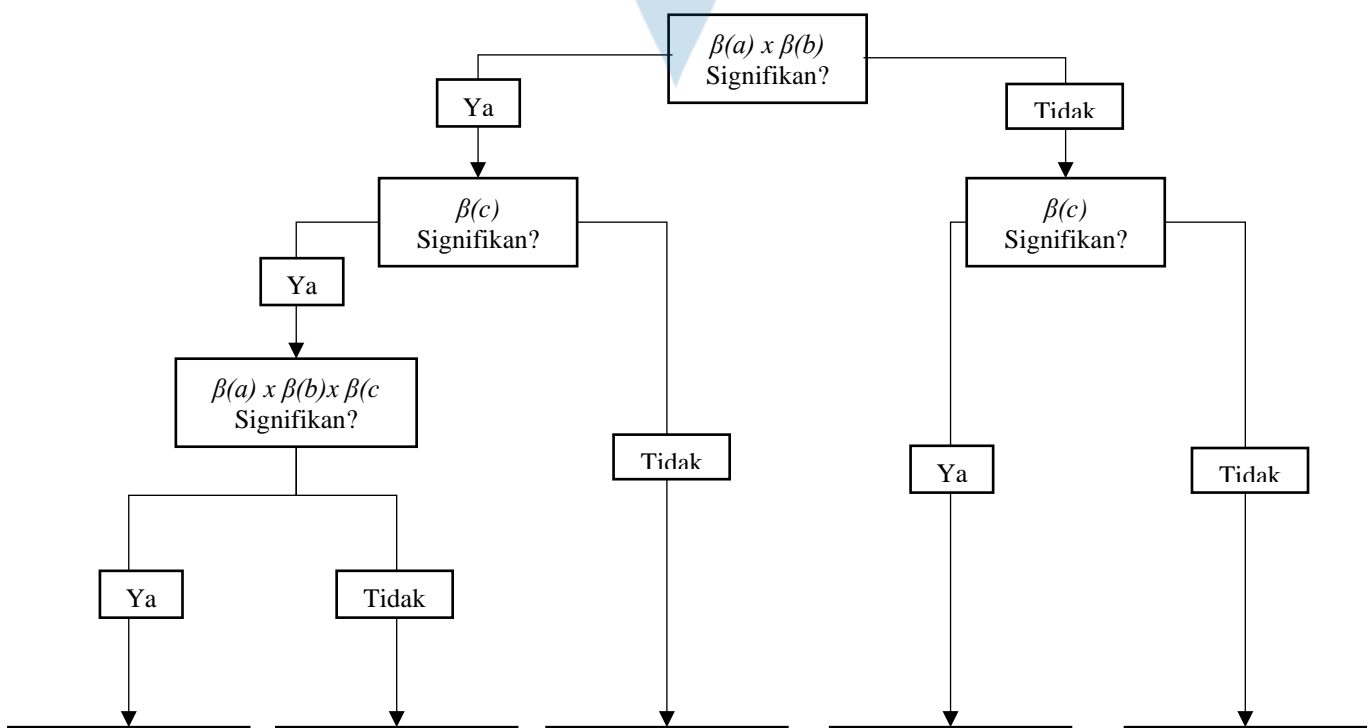 β(a) x β(b)
Signifikan?
Ya
Tidak
β(c)
Signifikan?
β(c)
Signifikan?
Ya
β(a) x β(b)x β(c
Signifikan?
Tidak
Ya
Tidak
Ya
Tidak